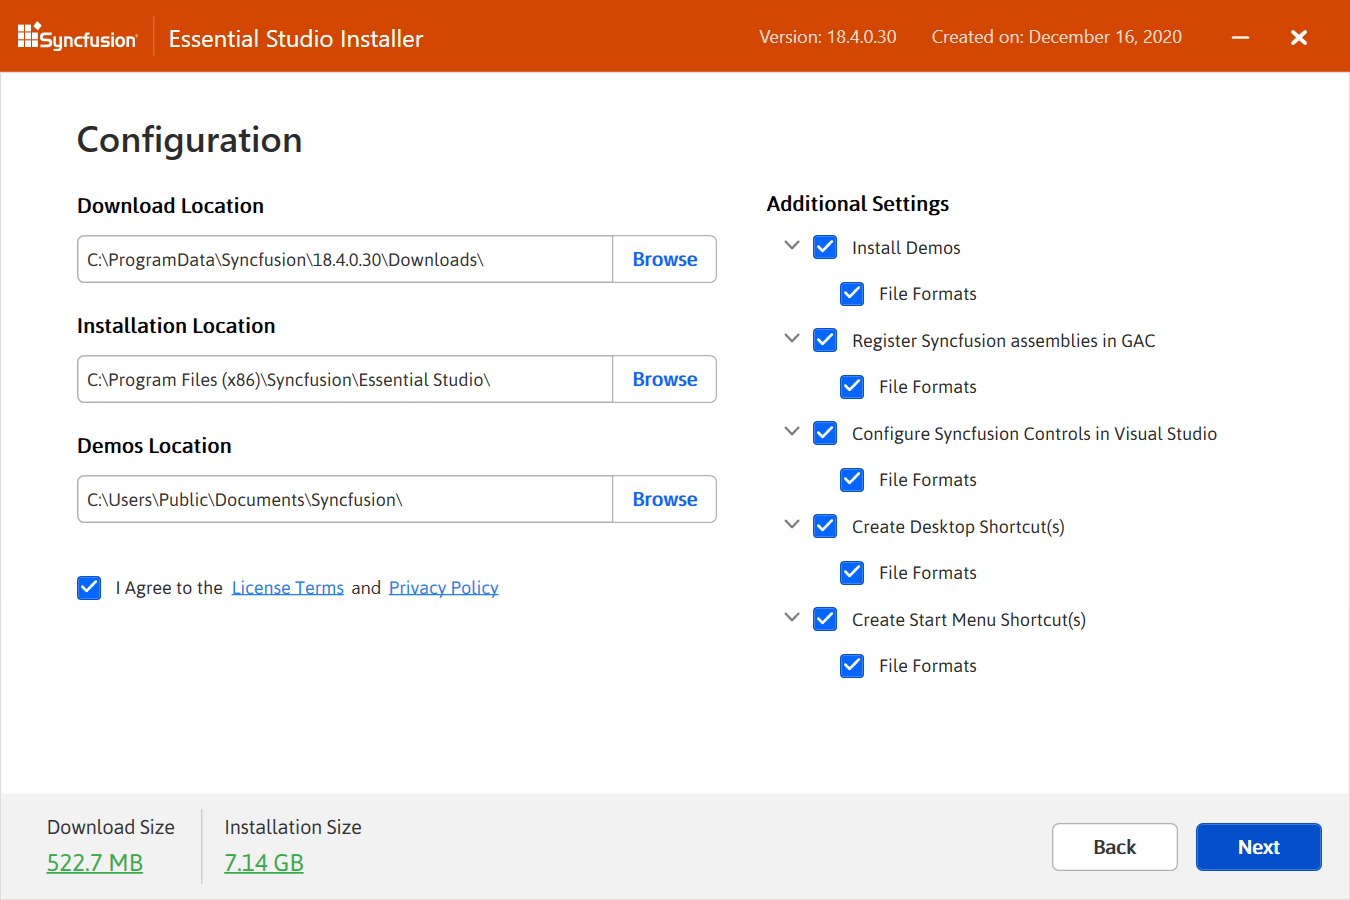 Syncfusion
Essential Studio Installer
Version: 18.4.0.30
Created on: December 16, 2020
Configuration
Download Location
C:\ProgramData\Syncfusion\18.4.0.30\Downloads\
Browse
Installation Location
C:\Program Files (x86)\Syncfusion\Essential Studio\
Browse
Demos Location
C:\Users\Public\Documents\Syncfusion\
Browse
I Agree to the License Terms and Privacy Policy
Additional Settings
Install Demos
File Formats
Register Syncfusion assemblies in GAC
File Formats
Configure Syncfusion Controls in Visual Studio
File Formats
Create Desktop Shortcut(s)
File Formats
Create Start Menu Shortcut(s)
File Formats
Download Size
522.7 MB
Installation Size
7.14 GB
Back
Next